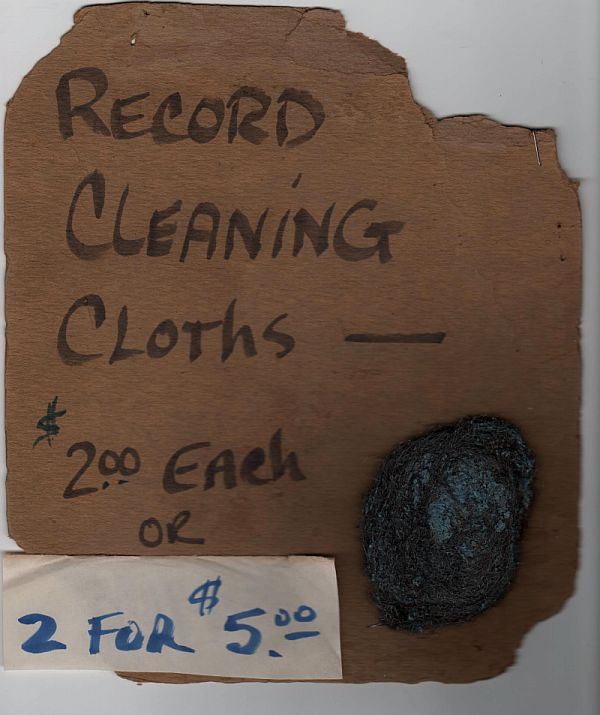 RECORD
CLEANING
CLOThS —
$2.00 EACh
OR
2 FOR $5.00